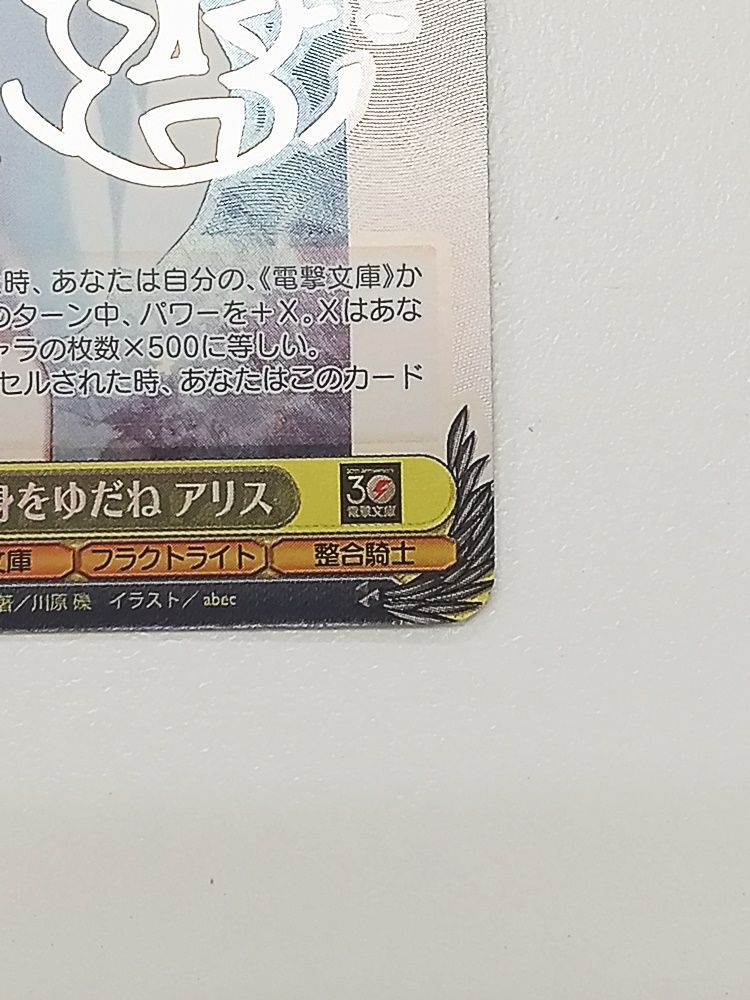 時、あなたは自分の、《電撃文庫》か
のターン中、パワーを＋X。Xはあな
ャラの枚数×500に等しい。
セルされた時、あなたはこのカード
身をゆだね アリス
30
電撃文庫
文庫 フラクトライト 整合騎士
著／川原 礫 イラスト／abec